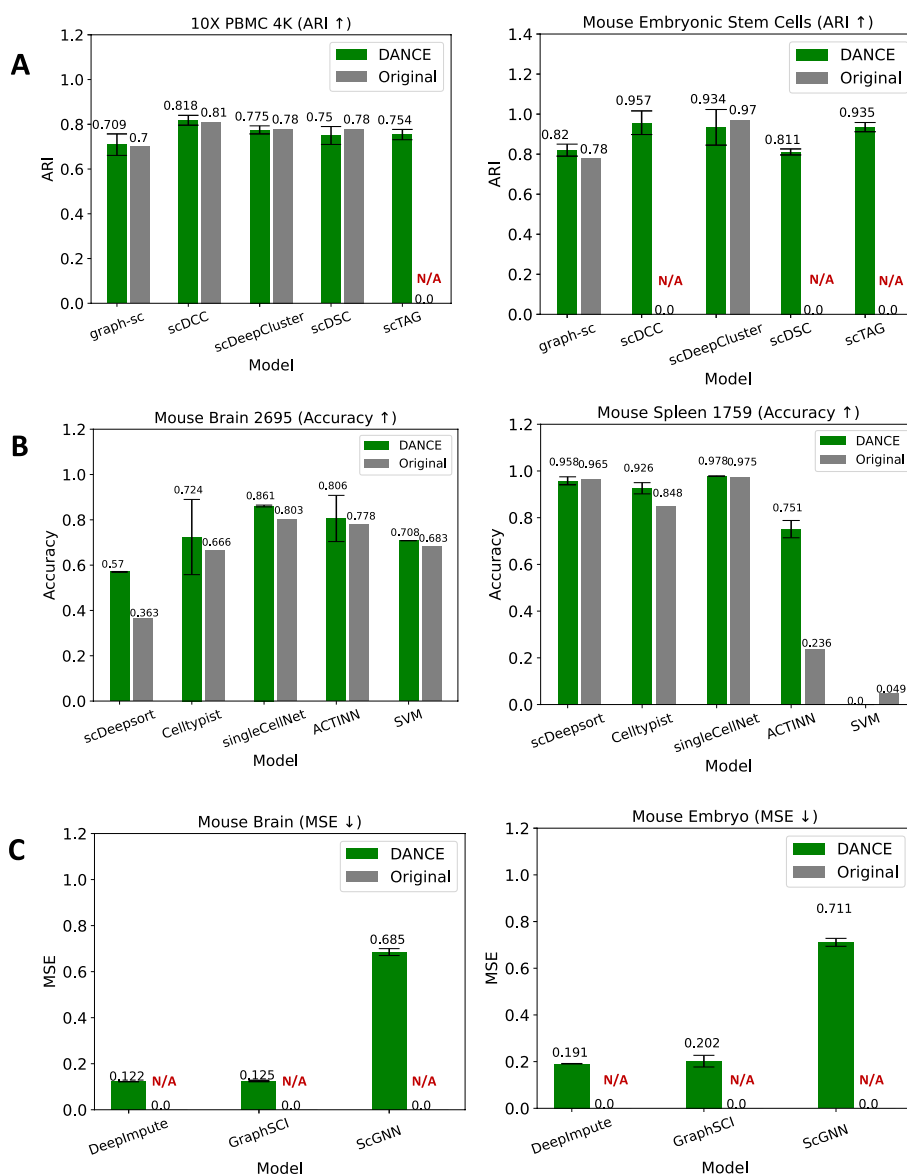 A
10X PBMC 4K (ARI ↑)
1.2
1.0
0.8
0.6
0.4
0.2
0.0
ARI
DANCE
Original
0.709
0.7
0.818
0.81
0.775
0.78
0.75
0.78
0.754
N/A
0.0
graph-sc
scDCC
scDeepCluster
scDSC
scTAG
Model
Mouse Embryonic Stem Cells (ARI ↑)
1.4
1.2
1.0
0.8
0.6
0.4
0.2
0.0
ARI
DANCE
Original
0.82
0.78
0.957
N/A
0.0
0.934
0.97
0.811
N/A
0.0
0.935
N/A
0.0
graph-sc
scDCC
scDeepCluster
scDSC
scTAG
Model
B
Mouse Brain 2695 (Accuracy ↑)
1.2
1.0
0.8
0.6
0.4
0.2
0.0
Accuracy
DANCE
Original
0.57
0.363
0.724
0.666
0.861
0.803
0.806
0.778
0.708
0.683
scDeepsort
Celltypist
singleCellNet
ACTINN
SVM
Model
Mouse Spleen 1759 (Accuracy ↑)
1.2
1.0
0.8
0.6
0.4
0.2
0.0
Accuracy
DANCE
Original
0.958
0.965
0.926
0.848
0.978
0.975
0.751
0.236
0.0
0.049
scDeepsort
Celltypist
singleCellNet
ACTINN
SVM
Model
C
Mouse Brain (MSE ↓)
1.2
1.0
0.8
0.6
0.4
0.2
0.0
MSE
DANCE
Original
0.122
N/A
0.0
0.125
N/A
0.0
0.685
N/A
0.0
DeepImpute
GraphSCI
ScGNN
Model
Mouse Embryo (MSE ↓)
1.2
1.0
0.8
0.6
0.4
0.2
0.0
MSE
DANCE
Original
0.191
N/A
0.0
0.202
N/A
0.0
0.711
N/A
0.0
DeepImpute
GraphSCI
ScGNN
Model